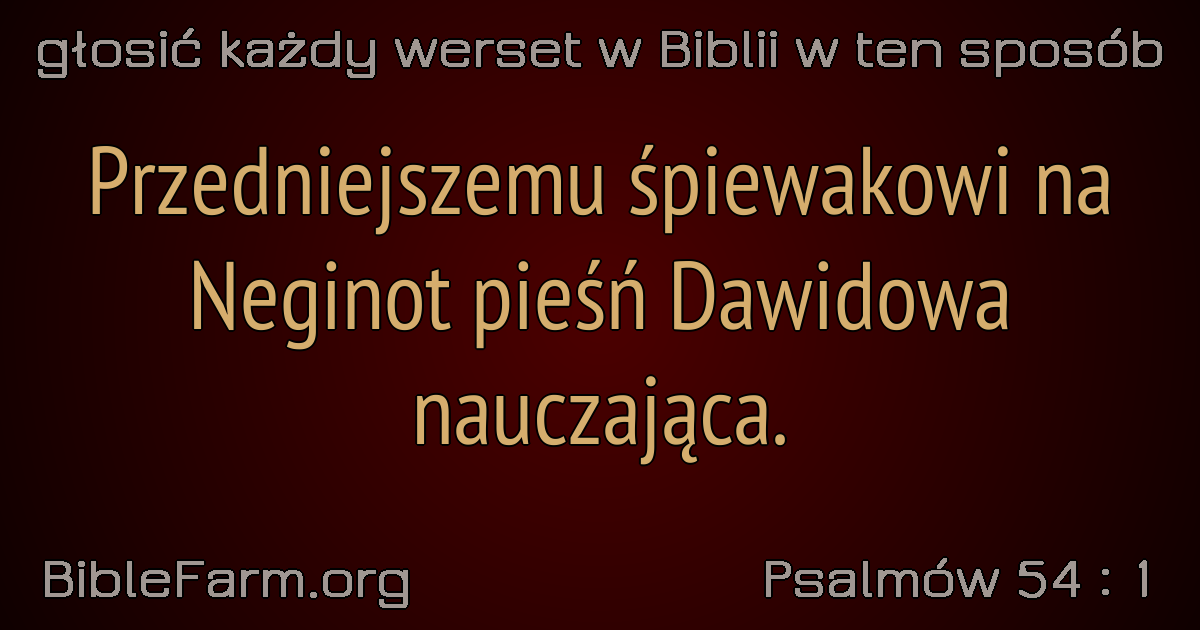 głosić każdy werset w Biblii w ten sposób
Przedniejszemu śpiewakowi na
Neginot pieśń Dawidowa
nauczająca.
BibleFarm.org
Psalmów 54 : 1